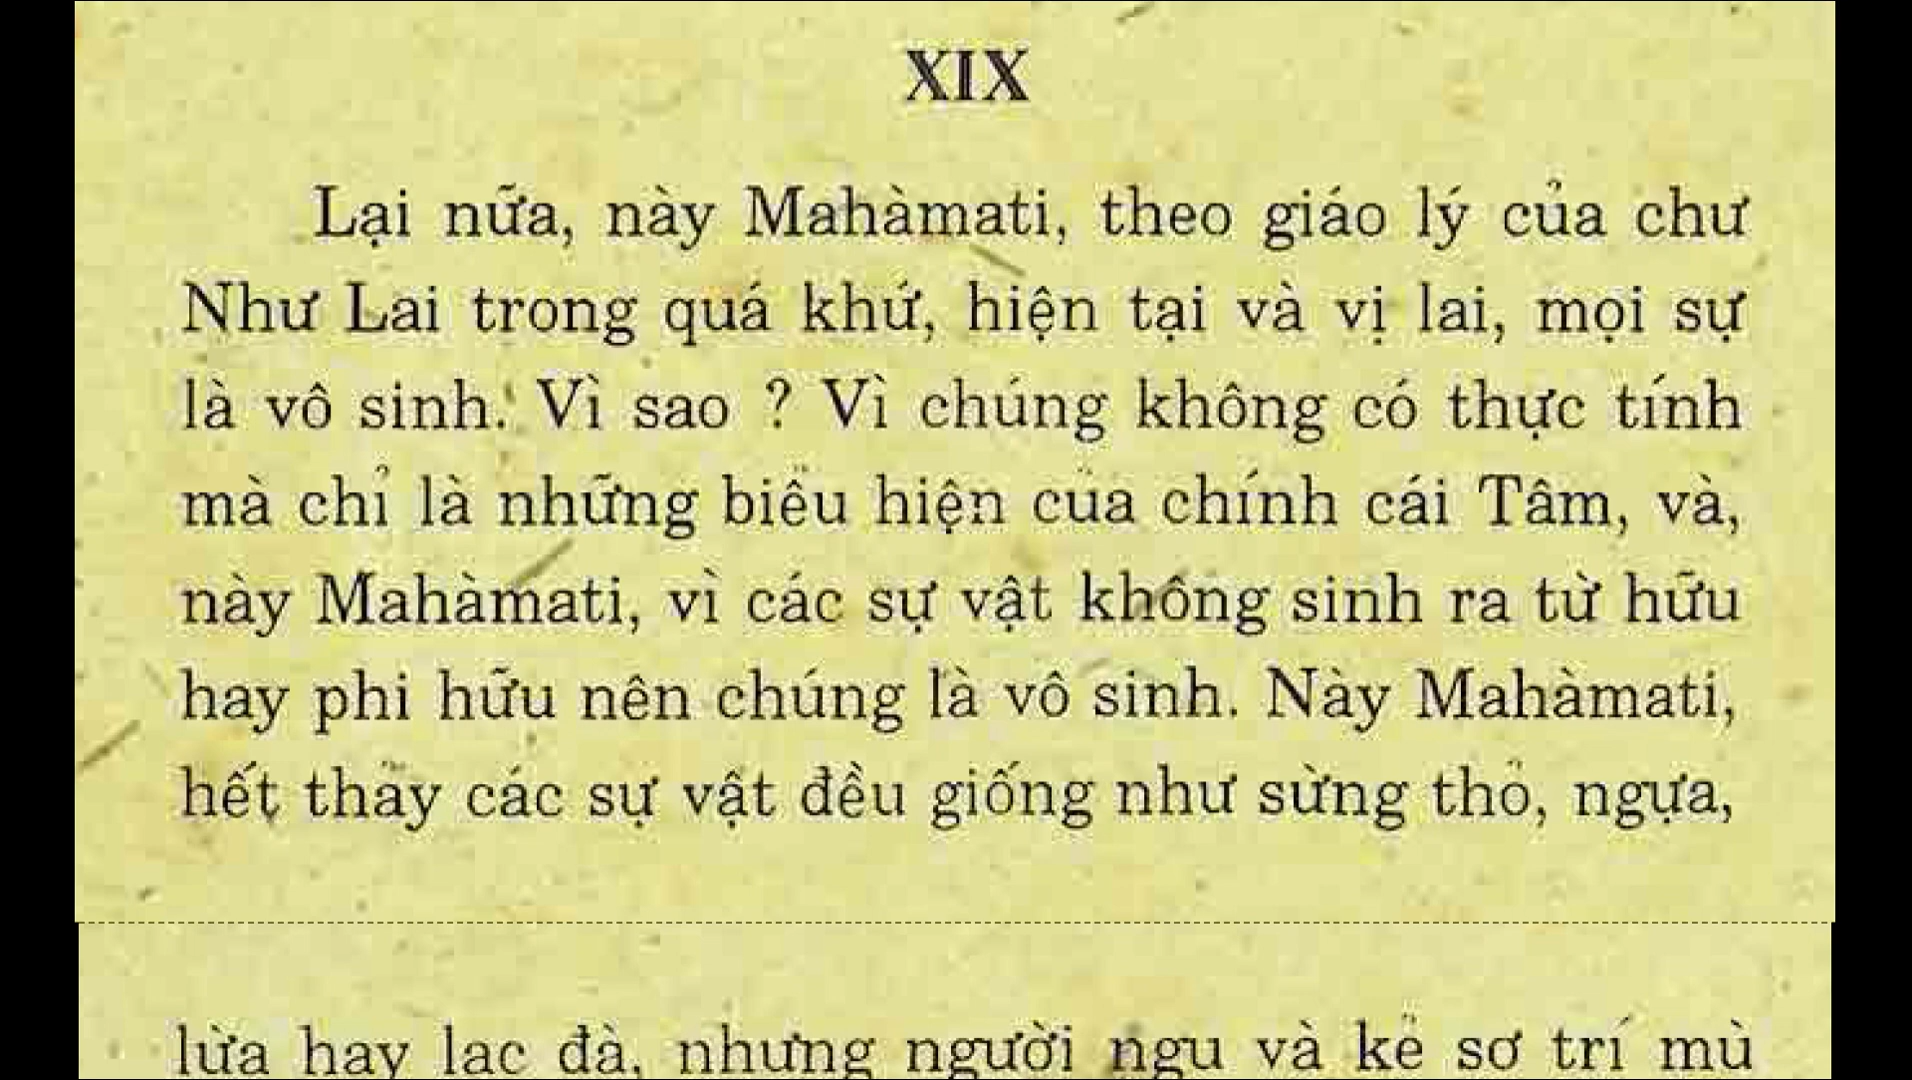 XIX
Lại nữa, này Mahàmati, theo giáo lý của chư
Như Lai trong quá khứ, hiện tại và vị lai, mọi sự
là vô sinh. Vì sao ? Vì chúng không có thực tính
mà chỉ là những biểu hiện của chính cái Tâm, và,
này Mahàmati, vì các sự vật không sinh ra từ hữu
hay phi hữu nên chúng là vô sinh. Này Mahàmati,
hết thảy các sự vật đều giống như sừng thỏ, ngựa,
lừa hay lạc đà, nhưng người ngu và kẻ sơ trí mù